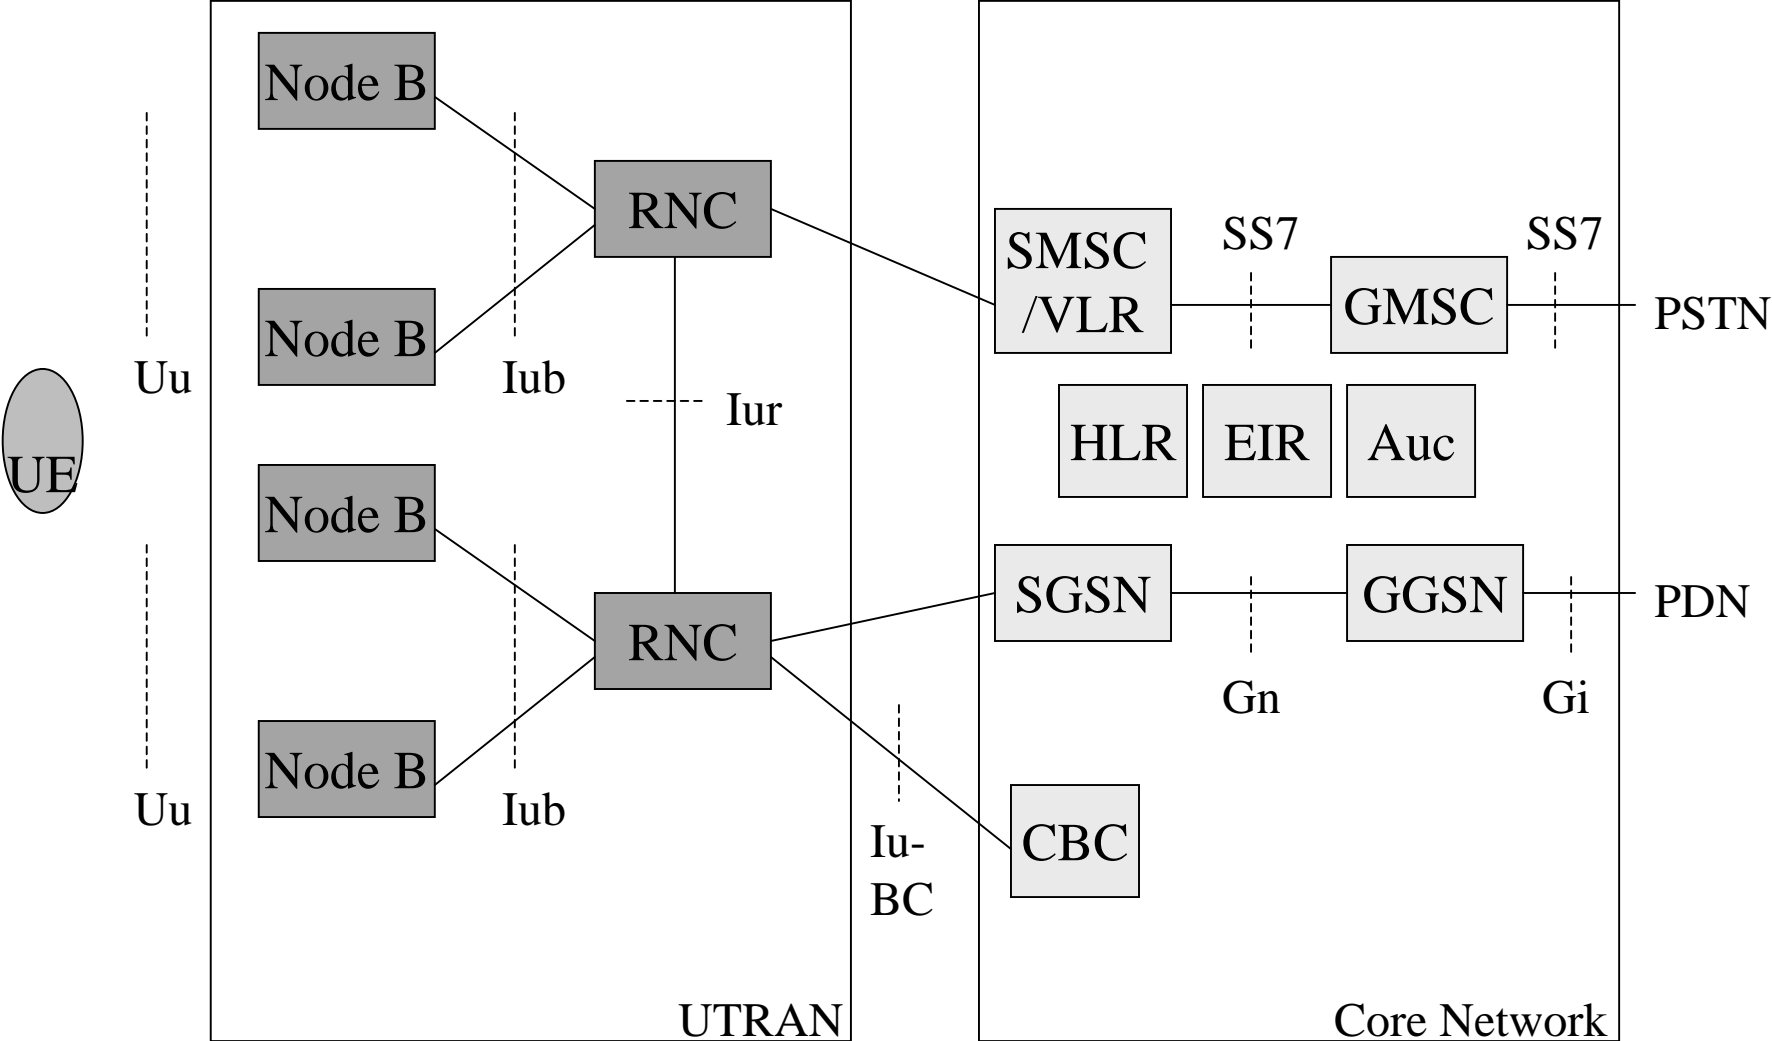 Node B
RNC
SMSC
/VLR
SS7
SS7
GMSC
PSTN
Node B
Uu
Iub
Iur
HLR
EIR
Auc
UE
Node B
RNC
SGSN
GGSN
PDN
Gn
Gi
Node B
Uu
Iub
Iu-
BC
CBC
UTRAN
Core Network